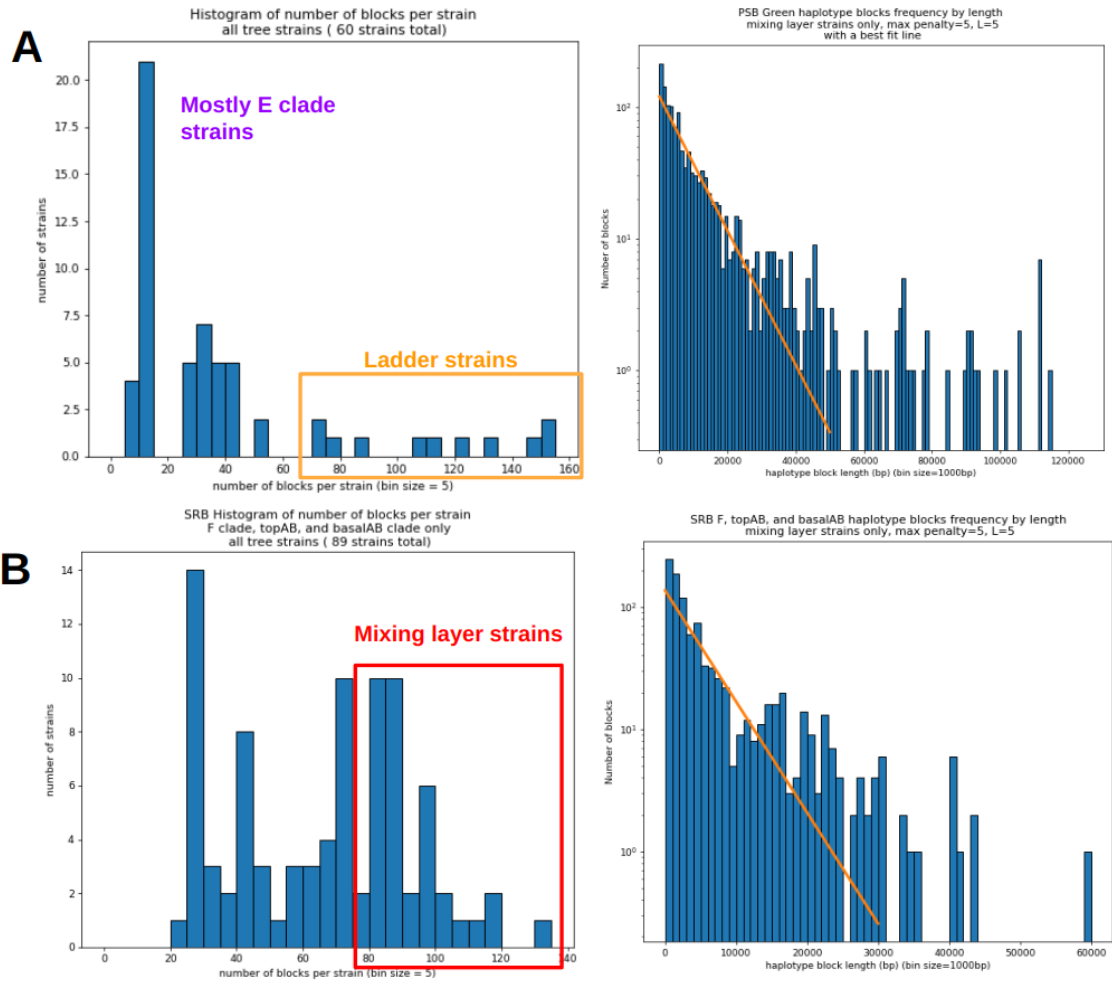 A
Histogram of number of blocks per strain
all tree strains ( 60 strains total)
20.0
17.5
15.0
12.5
10.0
7.5
5.0
2.5
0.0
number of strains
Mostly E clade
strains
Ladder strains
0 20 40 60 80 100 120 140 160
number of blocks per strain (bin size = 5)
PSB Green haplotype blocks frequency by length
mixing layer strains only, max penalty=5, L=5
with a best fit line
10²
10¹
10⁰
Number of blocks
0 20000 40000 60000 80000 100000 120000
haplotype block length (bp) (bin size=1000bp)
B
SRB Histogram of number of blocks per strain
F clade, topAB, and basalAB clade only
all tree strains ( 89 strains total)
14
12
10
8
6
4
2
0
number of strains
Mixing layer strains
0 20 40 60 80 100 120 140
number of blocks per strain (bin size = 5)
SRB F, topAB, and basalAB haplotype blocks frequency by length
mixing layer strains only, max penalty=5, L=5
10²
10¹
10⁰
Number of blocks
0 10000 20000 30000 40000 50000 60000
haplotype block length (bp) (bin size=1000bp)